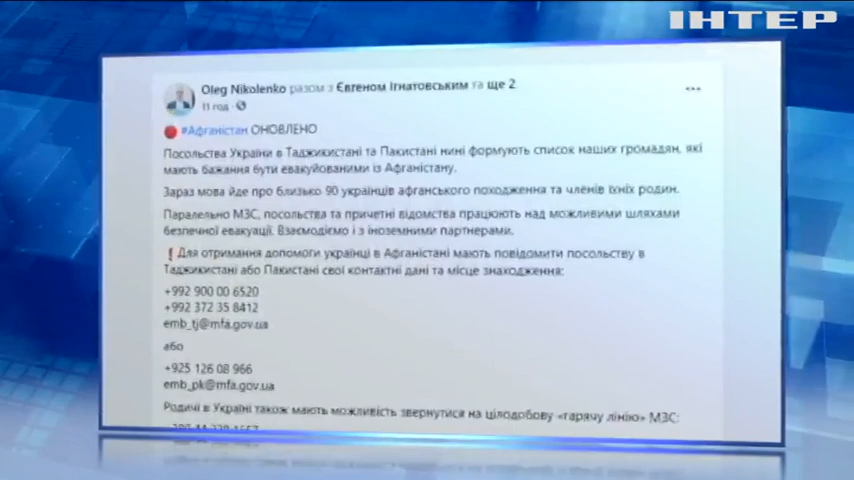 ІНТЕР
Oleg Nikolenko разом з Євгеном Ігнатовським та ще 2
11 год ·
#Афганістан ОНОВЛЕНО
Посольства України в Таджикистані та Пакистані нині формують список наших громадян, які
мають бажання бути евакуйованими із Афганістану.
Зараз мова йде про близько 90 українців афганського походження та членів їхніх родин.
Паралельно МЗС, посольства та причетні відомства працюють над можливими шляхами
безпечної евакуації. Взаємодіємо і з іноземними партнерами.
❗Для отримання допомоги українці в Афганістані мають повідомити посольству в
Таджикистані або Пакистані свої контактні дані та місце знаходження:
+992 900 00 6520
+992 372 35 8412
emb_tj@mfa.gov.ua
або
+925 126 08 966
emb_pk@mfa.gov.ua
Родичі в Україні також мають можливість звернутися на цілодобову «гарячу лінію» МЗС: